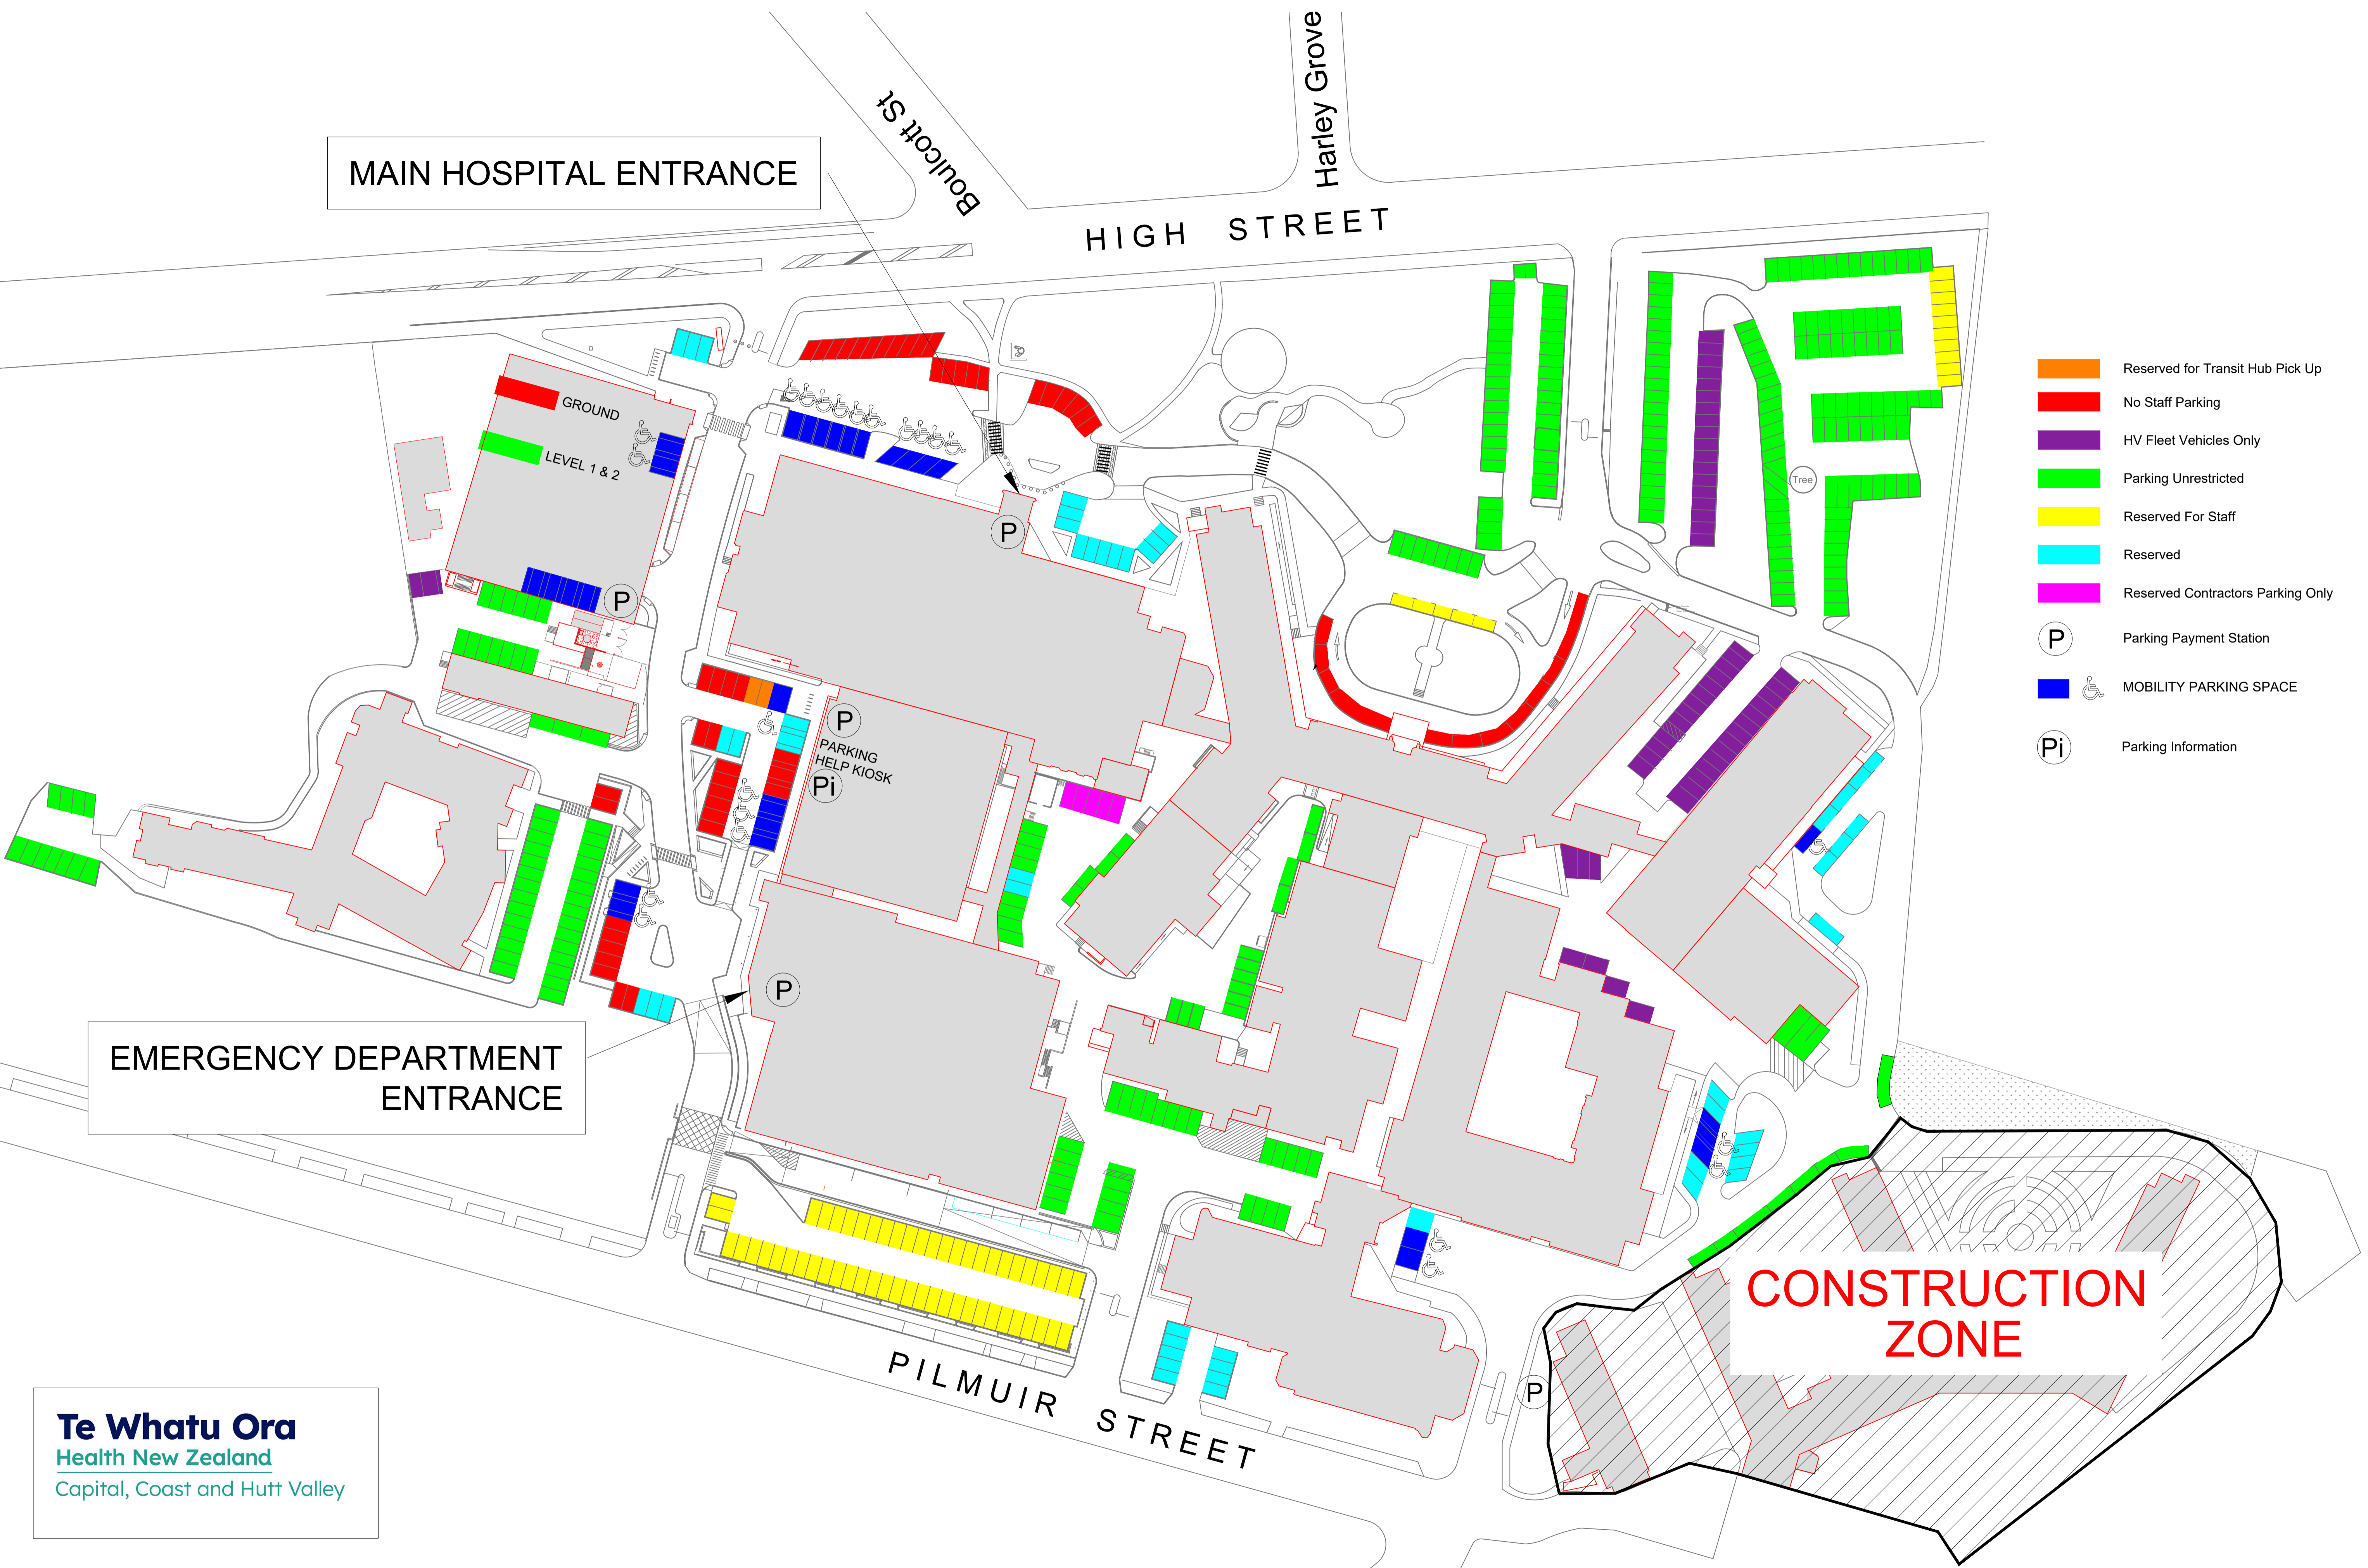 Boulcott St
Harley Grove
MAIN HOSPITAL ENTRANCE
HIGH STREET
GROUND
LEVEL 1 & 2
P
P
Tree
P
PARKING
HELP KIOSK
Pi
P
EMERGENCY DEPARTMENT
ENTRANCE
PILMUIR STREET
P
CONSTRUCTION
ZONE
Reserved for Transit Hub Pick Up
No Staff Parking
HV Fleet Vehicles Only
Parking Unrestricted
Reserved For Staff
Reserved
Reserved Contractors Parking Only
P Parking Payment Station
MOBILITY PARKING SPACE
Pi Parking Information
Te Whatu Ora
Health New Zealand
Capital, Coast and Hutt Valley